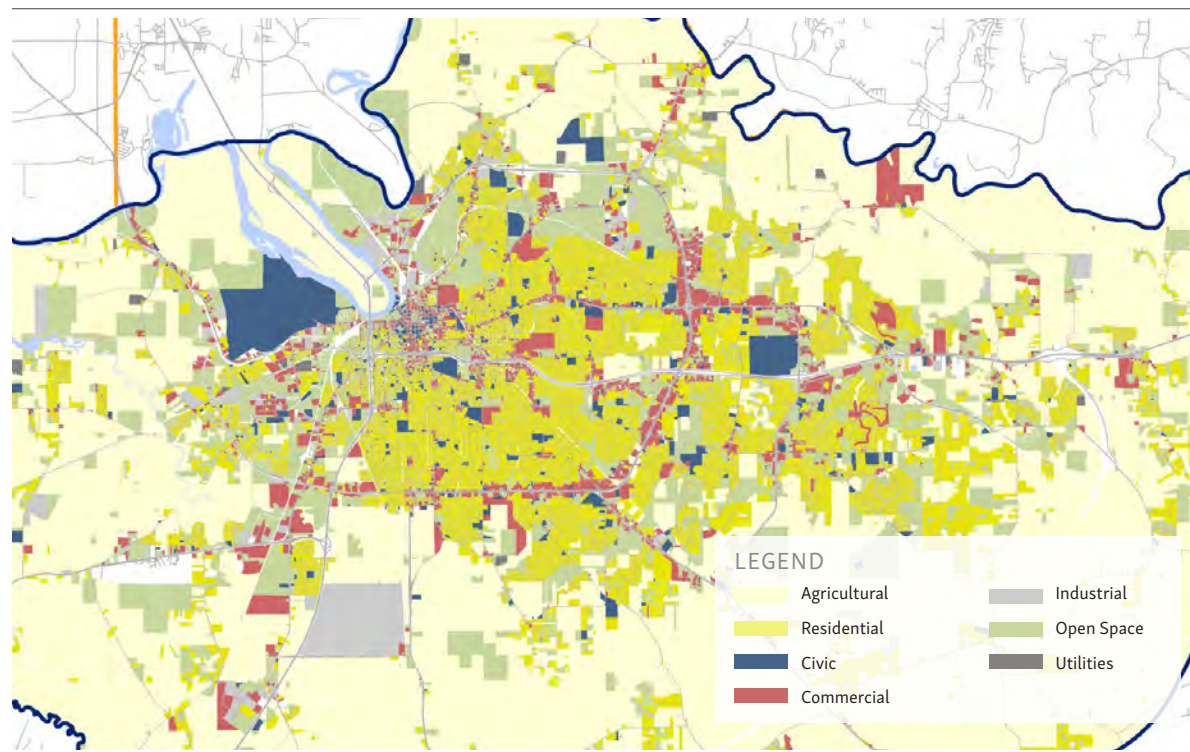 LEGEND
Agricultural
Residential
Civic
Commercial
Industrial
Open Space
Utilities